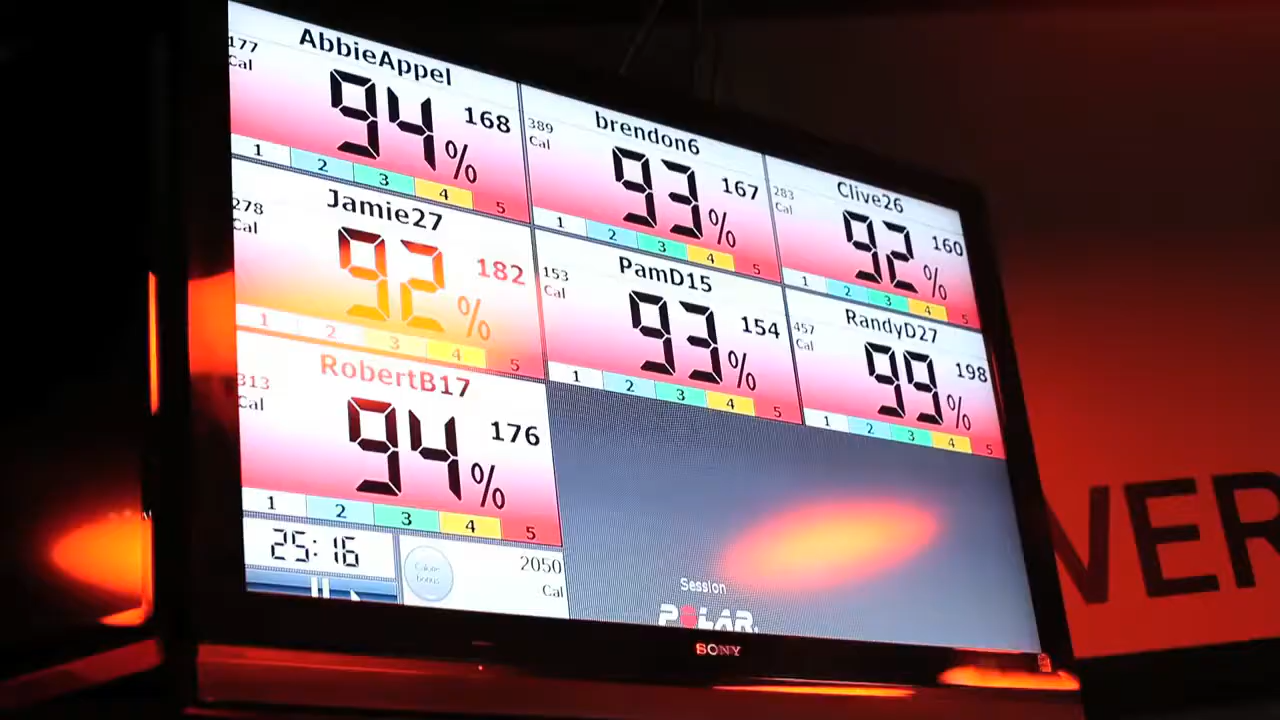 AbbieAppel
177
Cal
94%
168
1 2 3 4 5
brendon6
389
Cal
93%
167
1 2 3 4 5
Clive26
283
Cal
92%
160
1 2 3 4 5
Jamie27
278
Cal
92%
182
1 2 3 4 5
PamD15
153
Cal
93%
154
1 2 3 4 5
RandyD27
457
Cal
99%
198
1 2 3 4 5
RobertB17
313
Cal
94%
176
1 2 3 4 5
25:16
Calorie
bonus
2050
Cal
Session
POLAR
SONY
VER